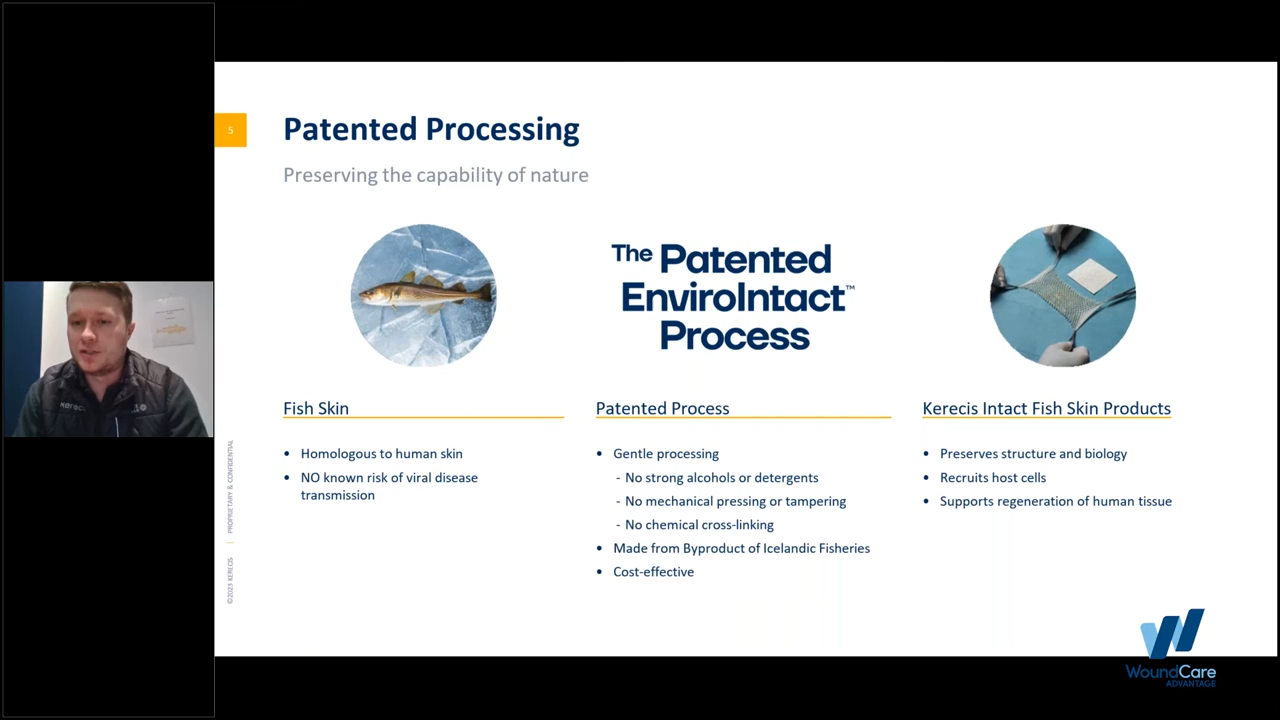 5
Patented Processing
Preserving the capability of nature
The Patented
EnviroIntact™
Process
Fish Skin
• Homologous to human skin
• NO known risk of viral disease
transmission
Patented Process
• Gentle processing
- No strong alcohols or detergents
- No mechanical pressing or tampering
- No chemical cross-linking
• Made from Byproduct of Icelandic Fisheries
• Cost-effective
Kerecis Intact Fish Skin Products
• Preserves structure and biology
• Recruits host cells
• Supports regeneration of human tissue
©2023 KERECIS | PROPRIETARY & CONFIDENTIAL
WoundCare
ADVANTAGE